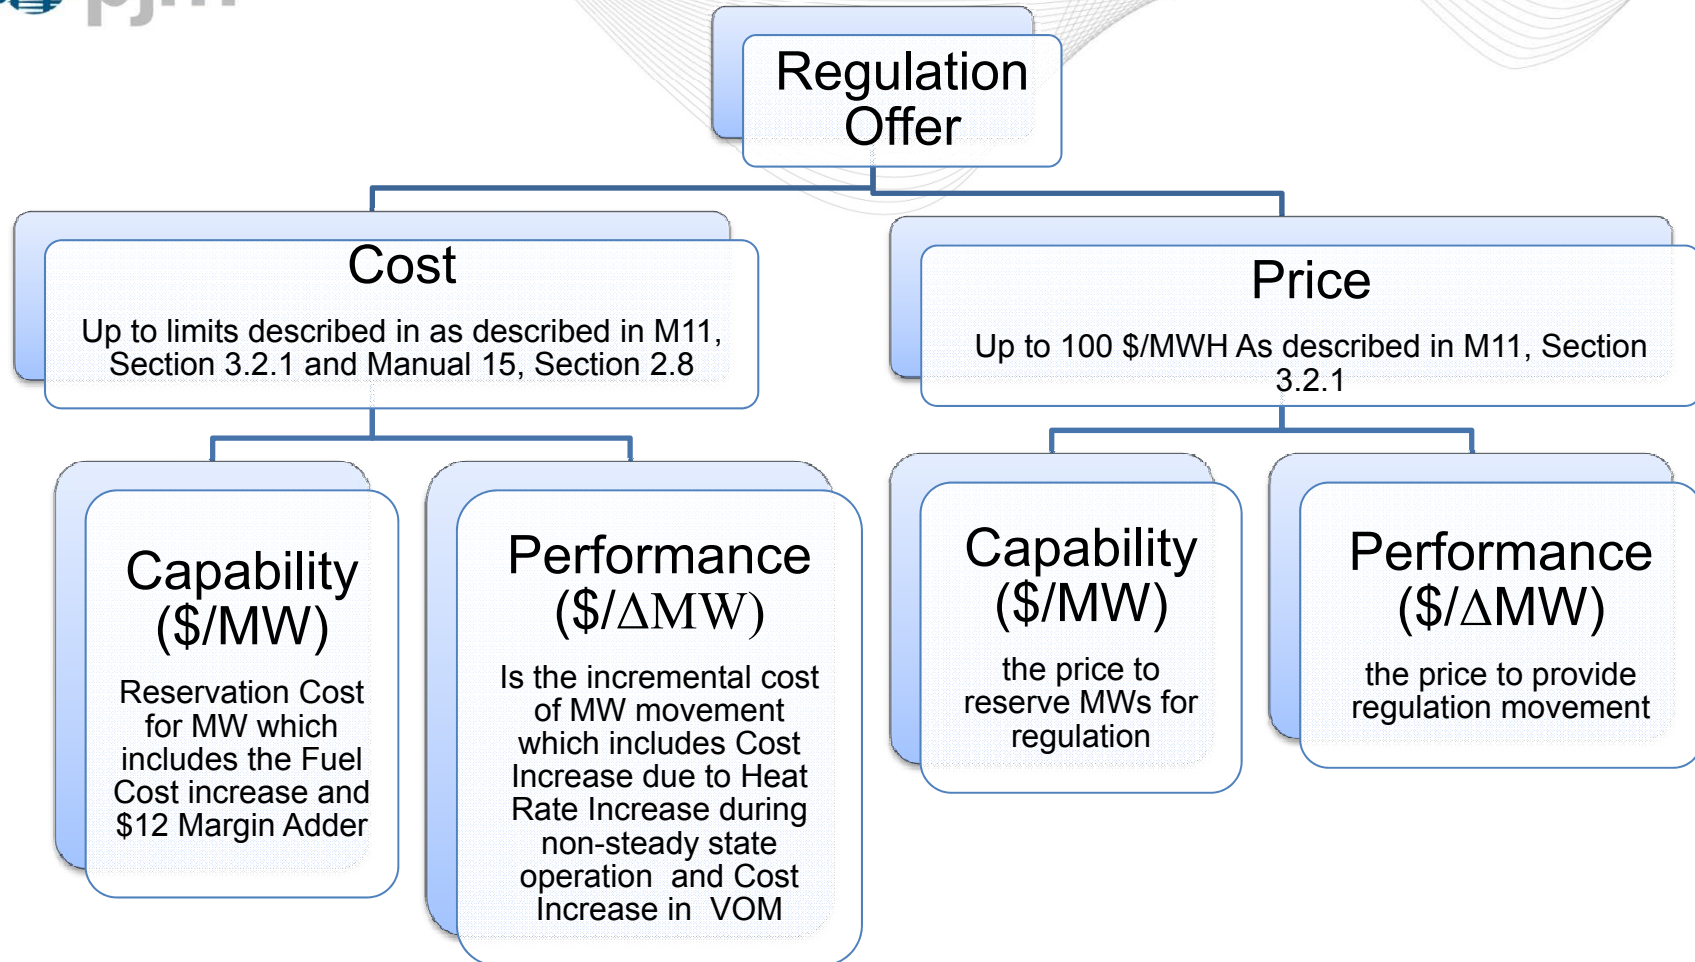 pjm
Regulation
Offer
Cost
Up to limits described in as described in M11,
Section 3.2.1 and Manual 15, Section 2.8
Price
Up to 100 $/MWH As described in M11, Section
3.2.1
Capability
($/MW)
Reservation Cost
for MW which
includes the Fuel
Cost increase and
$12 Margin Adder
Performance
($/ΔMW)
Is the incremental cost
of MW movement
which includes Cost
Increase due to Heat
Rate Increase during
non-steady state
operation and Cost
Increase in VOM
Capability
($/MW)
the price to
reserve MWs for
regulation
Performance
($/ΔMW)
the price to provide
regulation movement